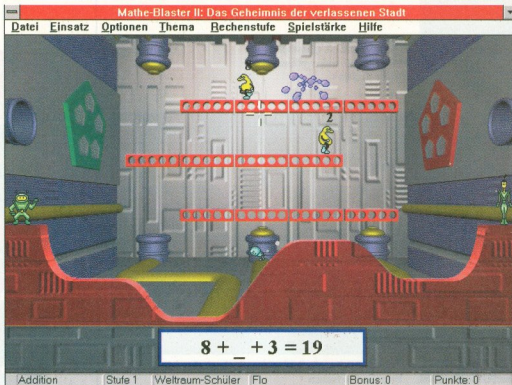 Mathe-Blaster II: Das Geheimnis der verlassenen Stadt
Datei Einsatz Optionen Thema Rechenstufe Spielstärke Hilfe
2
8 + _ + 3 = 19
Addition Stufe 1 Weltraum-Schüler Flo Bonus: 0 Punkte: 0